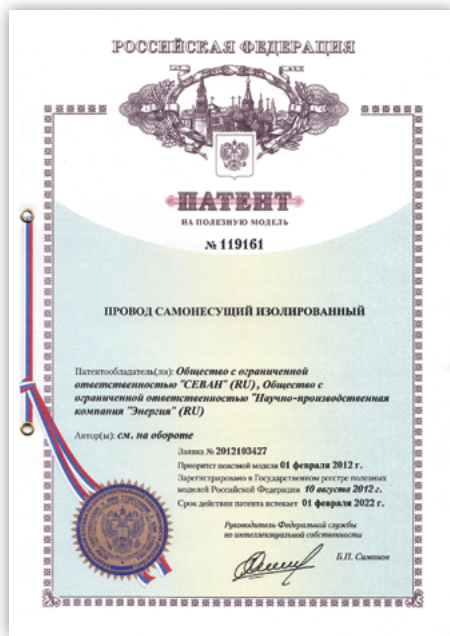 РОССИЙСКАЯ ФЕДЕРАЦИЯ
ПАТЕНТ
НА ПОЛЕЗНУЮ МОДЕЛЬ
№ 119161
ПРОВОД САМОНЕСУЩИЙ ИЗОЛИРОВАННЫЙ
Патентообладатель(ли): Общество с ограниченной
ответственностью "СЕВАН" (RU), Общество с
ограниченной ответственностью "Научно-производственная
компания "Энергия" (RU)
Автор(ы): см. на обороте
Заявка № 2012103427
Приоритет полезной модели 01 февраля 2012 г.
Зарегистрировано в Государственном реестре полезных
моделей Российской Федерации 10 августа 2012 г.
Срок действия патента истекает 01 февраля 2022 г.
Руководитель Федеральной службы
по интеллектуальной собственности
Б.П. Симонов